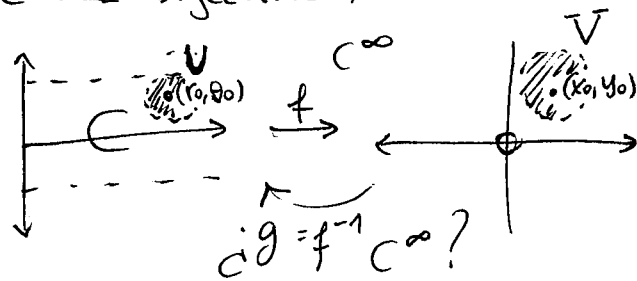 U
(r₀, θ₀)
f
C^∞
V
(x₀, y₀)
¿g = f⁻¹ C^∞?